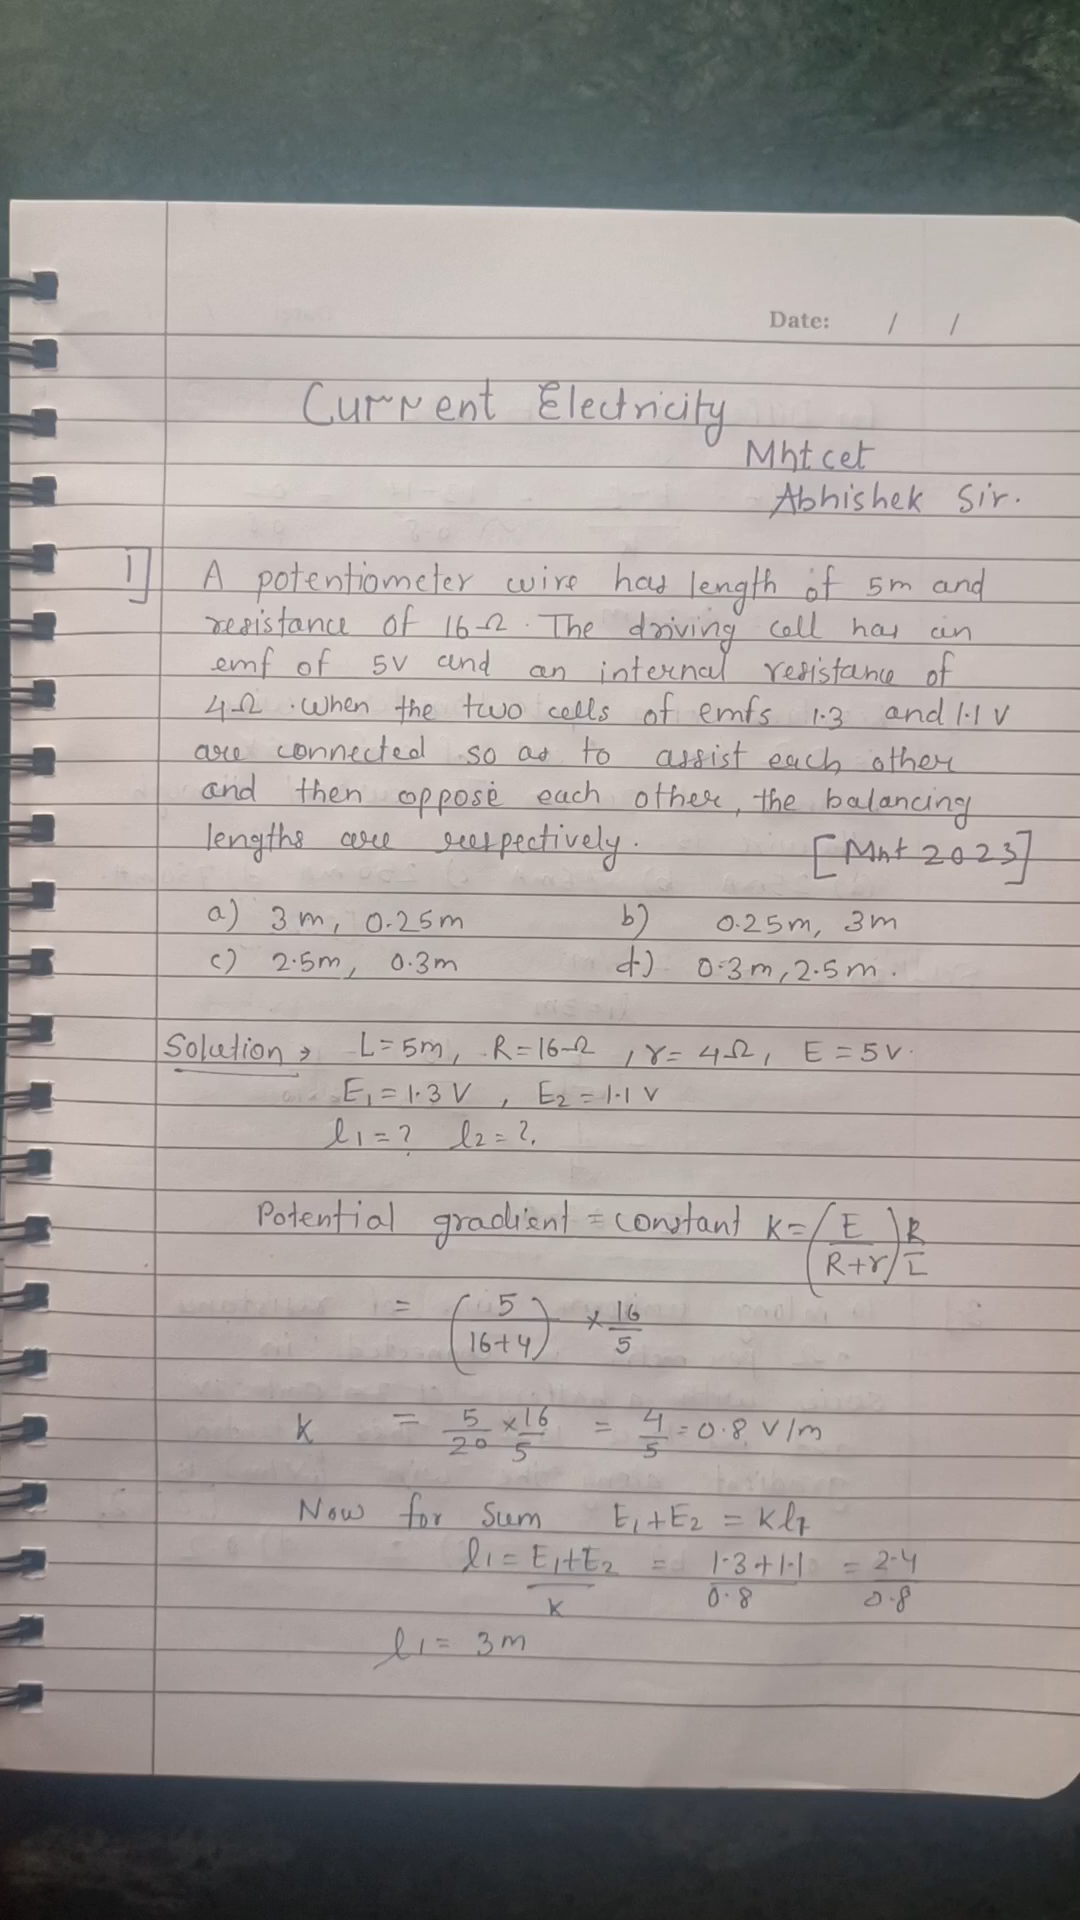 Date: / /
Current Electricity
Mht cet
Abhishek Sir.
1] A potentiometer wire has length of 5m and
resistance of 16Ω. The driving cell has an
emf of 5V and an internal resistance of
4Ω. When the two cells of emfs 1.3 and 1.1 V
are connected so as to assist each other
and then oppose each other, the balancing
lengths are respectively. [Mht 2023]
a) 3m, 0.25m b) 0.25m, 3m
c) 2.5m, 0.3m d) 0.3m, 2.5m.
Solution → L=5m, R=16Ω, r=4Ω, E=5V.
E₁=1.3V, E₂=1.1V
l₁=? l₂=?.
Potential gradient = constant K=(E/(R+r)) R/L
= (5/(16+4)) × 16/5
K = 5/20 × 16/5 = 4/5 = 0.8 V/m
Now for sum E₁+E₂ = Kl₁
l₁ = (E₁+E₂)/K = (1.3+1.1)/0.8 = 2.4/0.8
l₁ = 3m